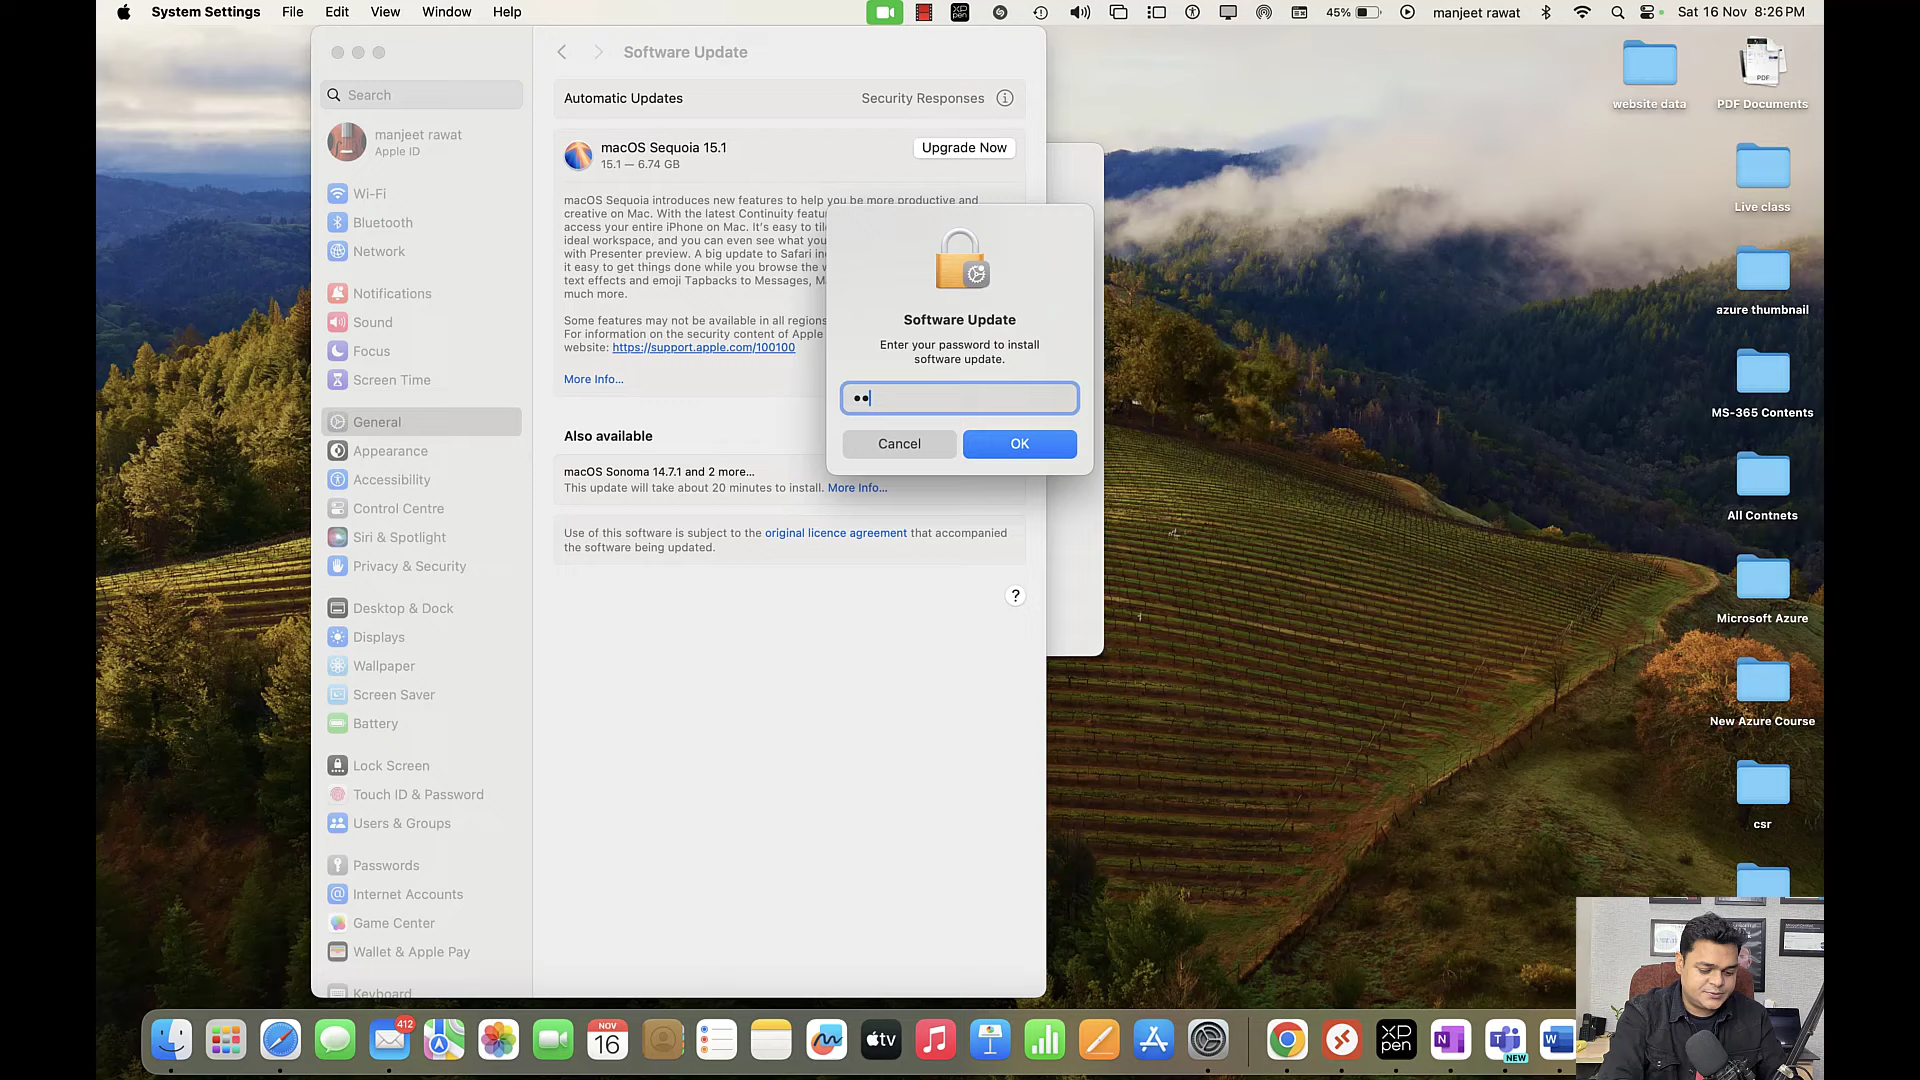 System Settings File Edit View Window Help
XP PEN
45% manjeet rawat Sat 16 Nov 8:26 PM
Software Update
Search
manjeet rawat
Apple ID
Wi-Fi
Bluetooth
Network
Notifications
Sound
Focus
Screen Time
General
Appearance
Accessibility
Control Centre
Siri & Spotlight
Privacy & Security
Desktop & Dock
Displays
Wallpaper
Screen Saver
Battery
Lock Screen
Touch ID & Password
Users & Groups
Passwords
Internet Accounts
Game Center
Wallet & Apple Pay
Keyboard
Automatic Updates Security Responses
macOS Sequoia 15.1
15.1 — 6.74 GB
Upgrade Now
macOS Sequoia introduces new features to help you be more productive and
creative on Mac. With the latest Continuity featu
access your entire iPhone on Mac. It's easy to til
ideal workspace, and you can even see what you
with Presenter preview. A big update to Safari in
it easy to get things done while you browse the w
text effects and emoji Tapbacks to Messages, M
much more.
Some features may not be available in all regions
For information on the security content of Apple
website: https://support.apple.com/100100
More Info...
Also available
macOS Sonoma 14.7.1 and 2 more...
This update will take about 20 minutes to install. More Info...
Use of this software is subject to the original licence agreement that accompanied
the software being updated.
?
Software Update
Enter your password to install
software update.
Cancel OK
website data
PDF
PDF Documents
Live class
azure thumbnail
MS-365 Contents
All Contnets
Microsoft Azure
New Azure Course
csr
412
NOV
16
tv
XP
PEN
N
T
NEW
W